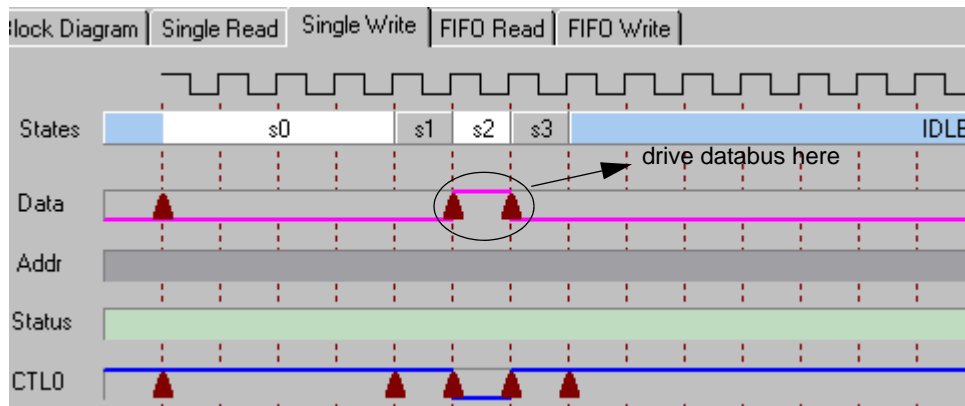 lock Diagram Single Read Single Write FIFO Read FIFO Write
States s0 s1 s2 s3 IDLE
drive databus here
Data
Addr
Status
CTL0